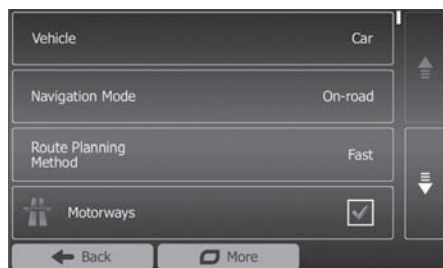 Vehicle Car
Navigation Mode On-road
Route Planning
Method Fast
Motorways
Back More